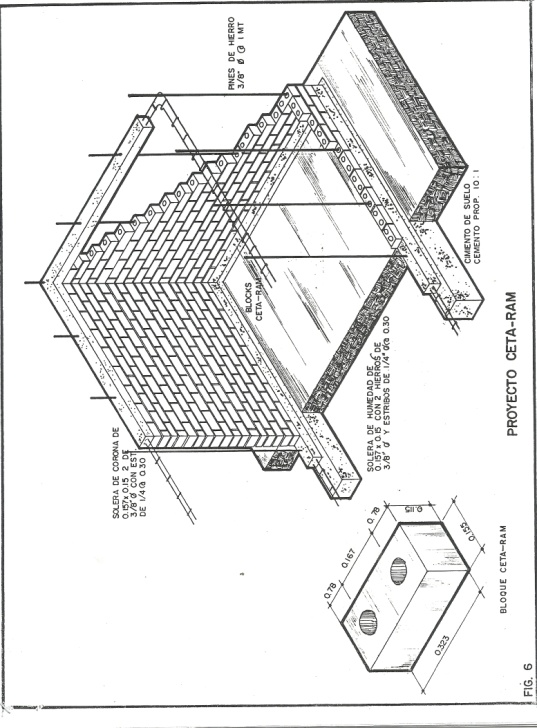 SOLERA DE CORONA DE
0.157x 0.15 2 DE
3/8" Ø CON EST.
DE 1/4 @ 0.30
PINES DE HIERRO
3/8" Ø @ 1 MT
BLOCKS
CETA-RAM
SOLERA DE HUMEDAD DE
0.157 x 0.15 CON 2 HIERROS DE
3/8" Ø Y ESTRIBOS DE 1/4" Ø @ 0.30
CIMIENTO DE SUELO
CEMENTO PROP. 10:1
0.78
0.167
0.78
0.115
0.155
0.323
BLOQUE CETA-RAM
PROYECTO CETA-RAM
FIG. 6